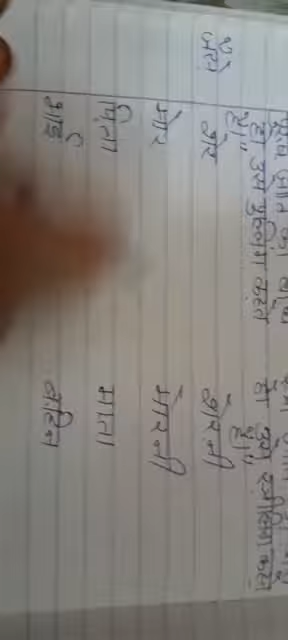 जाति का बोध
हो उसे पुल्लिंग कहते हो उसे स्त्रीलिंग कहते
है।" है।"
जैसे शेर शेरनी
मोर मोरनी
पिता माता
भाई बहिन